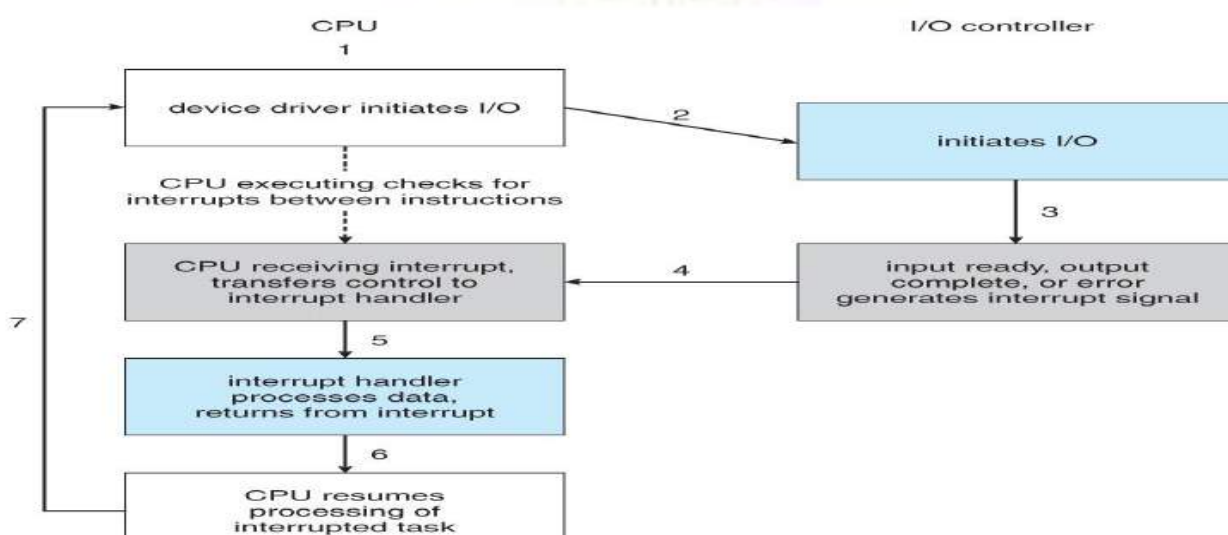 CPU
I/O controller
1
device driver initiates I/O
2
initiates I/O
CPU executing checks for
interrupts between instructions
3
CPU receiving interrupt,
transfers control to
interrupt handler
4
input ready, output
complete, or error
generates interrupt signal
7
5
interrupt handler
processes data,
returns from interrupt
6
CPU resumes
processing of
interrupted task